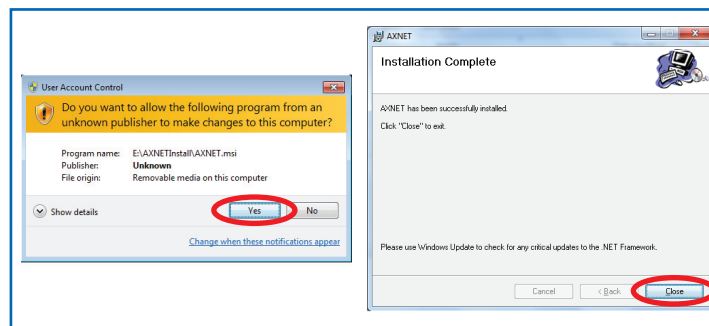 User Account Control
Do you want to allow the following program from an
unknown publisher to make changes to this computer?
Program name: E:\AXNETInstall\AXNET.msi
Publisher: Unknown
File origin: Removable media on this computer
Show details
Yes
No
Change when these notifications appear
AXNET
Installation Complete
AXNET has been successfully installed.
Click "Close" to exit.
Please use Windows Update to check for any critical updates to the .NET Framework.
Cancel
< Back
Close